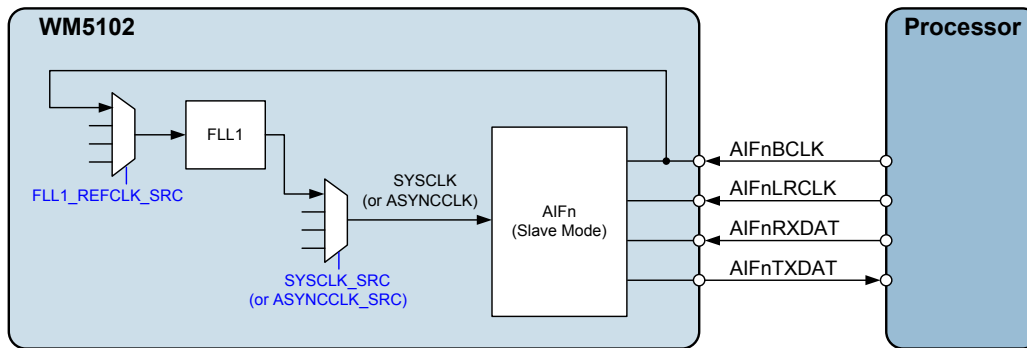 WM5102
Processor
FLL1
FLL1_REFCLK_SRC
SYSCLK
(or ASYNCCLK)
SYSCLK_SRC
(or ASYNCCLK_SRC)
AIFn
(Slave Mode)
AIFnBCLK
AIFnLRCLK
AIFnRXDAT
AIFnTXDAT